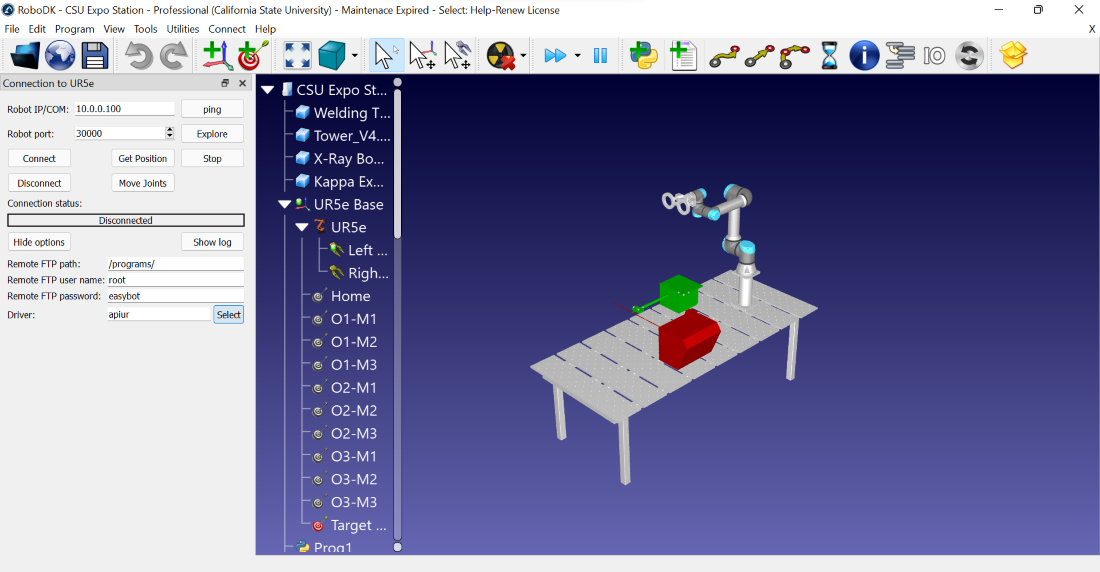 RoboDK - CSU Expo Station - Professional (California State University) - Maintenace Expired - Select: Help-Renew License
File Edit Program View Tools Utilities Connect Help X
Connection to UR5e
Robot IP/COM: 10.0.0.100 ping
Robot port: 30000 Explore
Connect Get Position Stop
Disconnect Move Joints
Connection status:
Disconnected
Hide options Show log
Remote FTP path: /programs/
Remote FTP user name: root
Remote FTP password: easybot
Driver: apiur Select
IO
CSU Expo St...
Welding T...
Tower_V4....
X-Ray Bo...
Kappa Ex...
UR5e Base
UR5e
Left ...
Righ...
Home
O1-M1
O1-M2
O1-M3
O2-M1
O2-M2
O2-M3
O3-M1
O3-M2
O3-M3
Target ...
Prog1